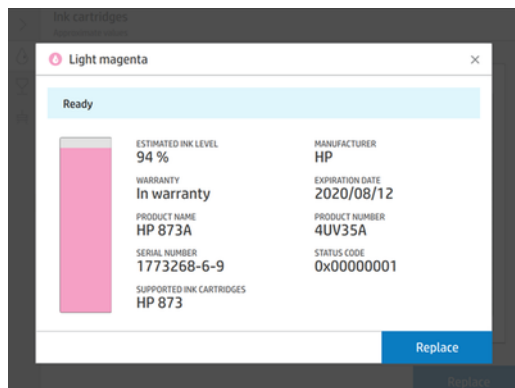 Ink cartridges
Approximate values
Light magenta
Ready
ESTIMATED INK LEVEL
94 %
MANUFACTURER
HP
WARRANTY
In warranty
EXPIRATION DATE
2020/08/12
PRODUCT NAME
HP 873A
PRODUCT NUMBER
4UV35A
SERIAL NUMBER
1773268-6-9
STATUS CODE
0x00000001
SUPPORTED INK CARTRIDGES
HP 873
Replace
Replace